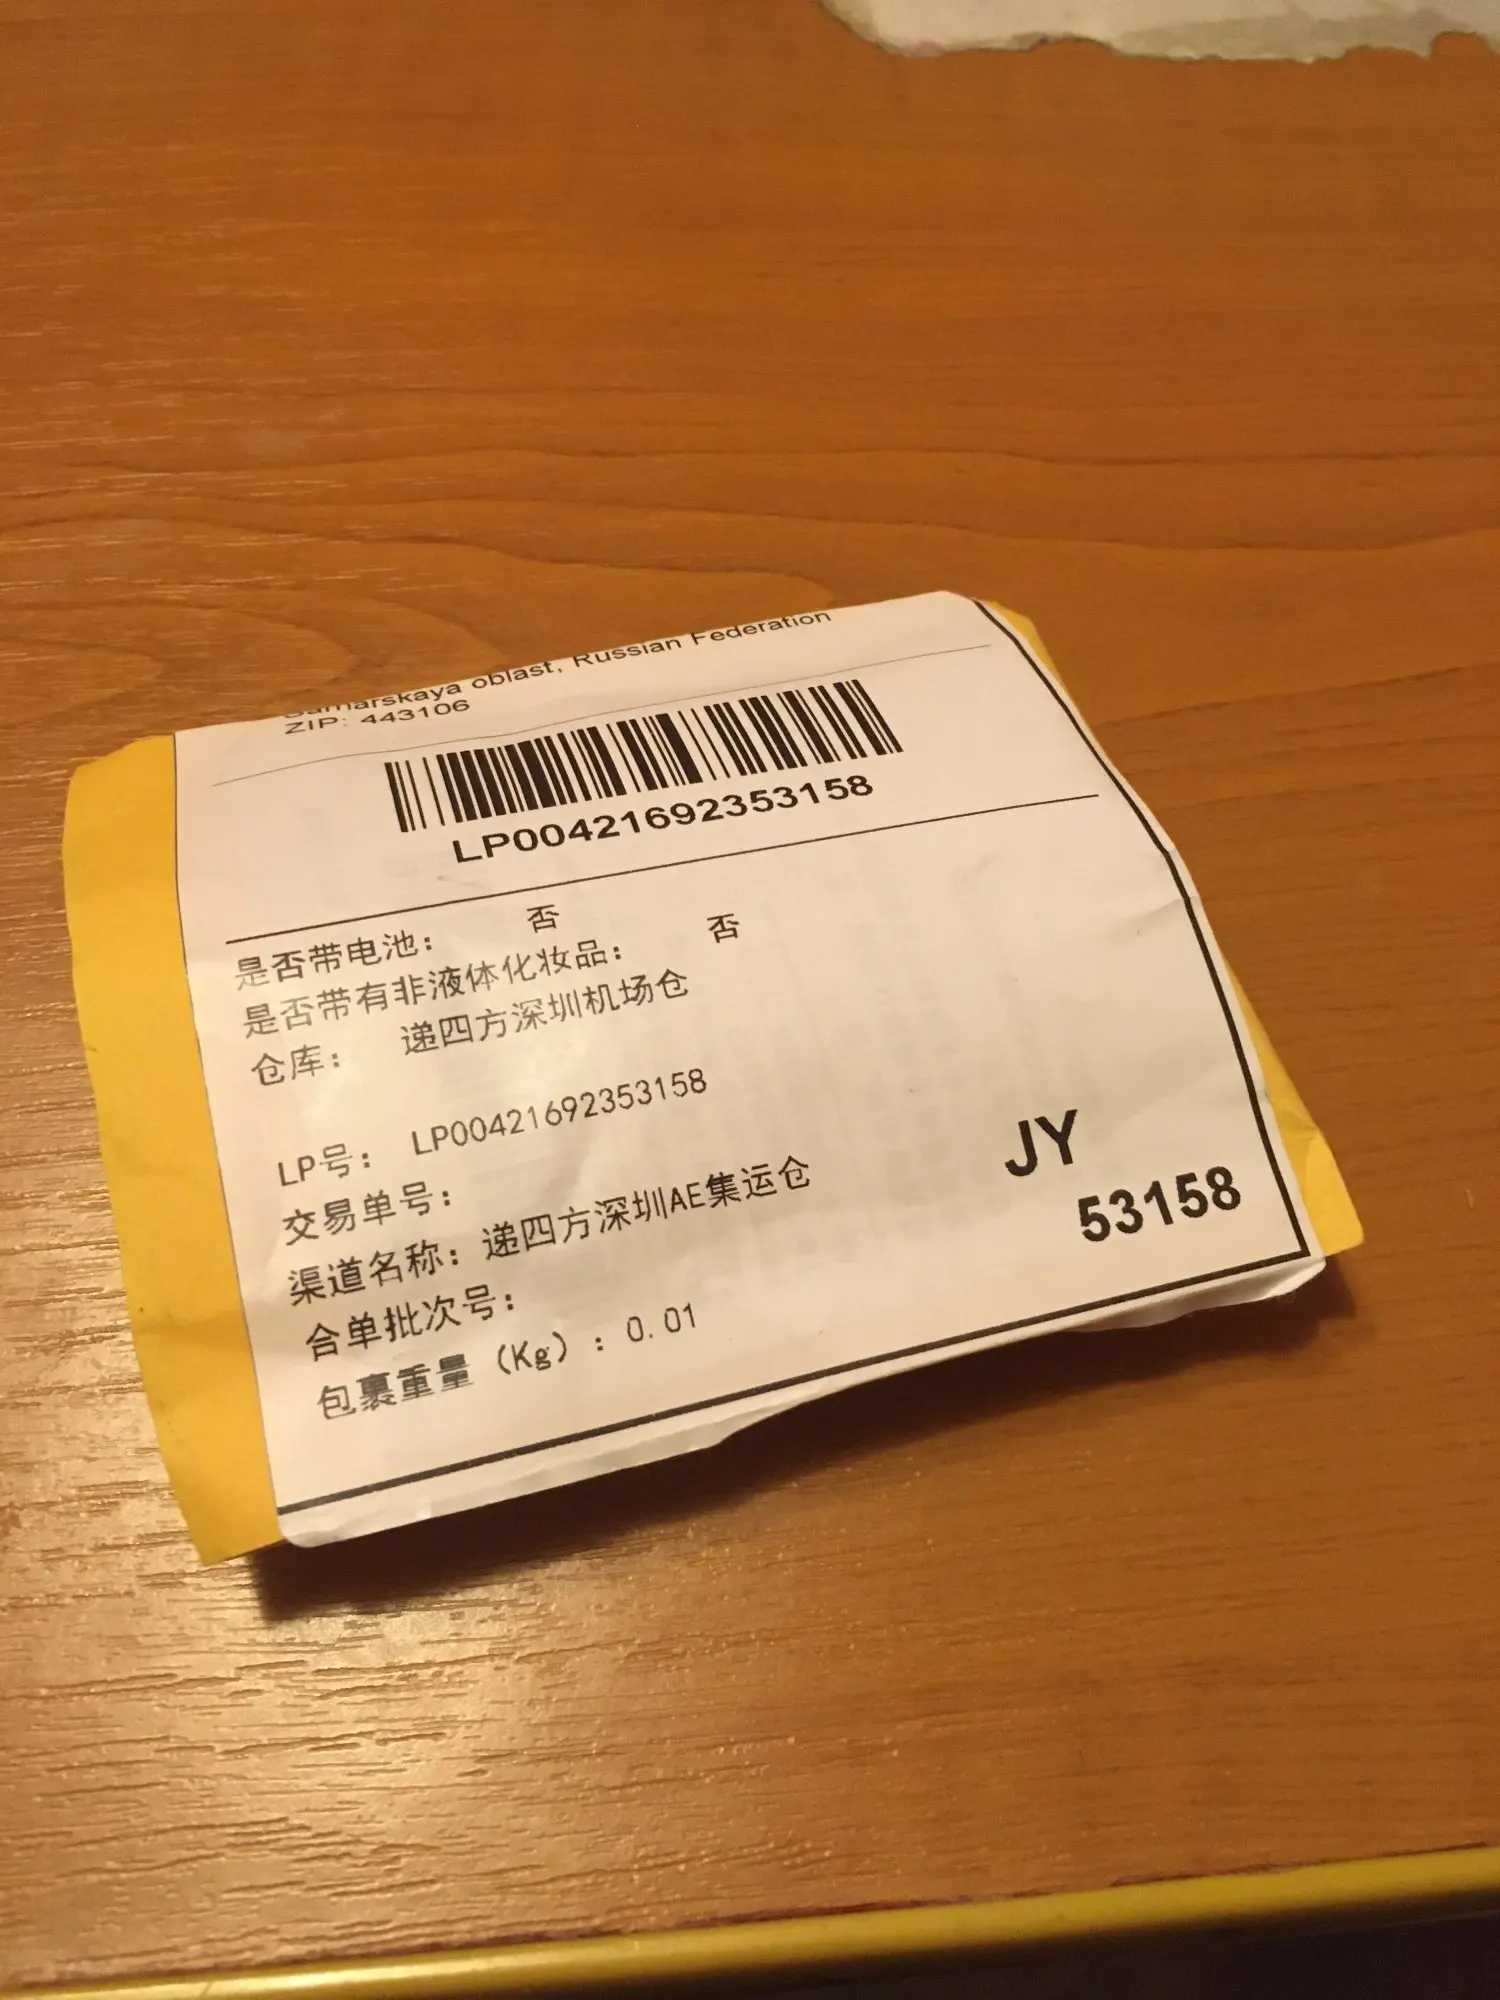 Samarskaya oblast, Russian Federation
ZIP: 443106
LP00421692353158
是否带电池： 否
是否带有非液体化妆品： 否
仓库： 递四方深圳机场仓
LP号： LP00421692353158
交易单号：
渠道名称：递四方深圳AE集运仓
合单批次号：
包裹重量（Kg）：0.01
JY
53158